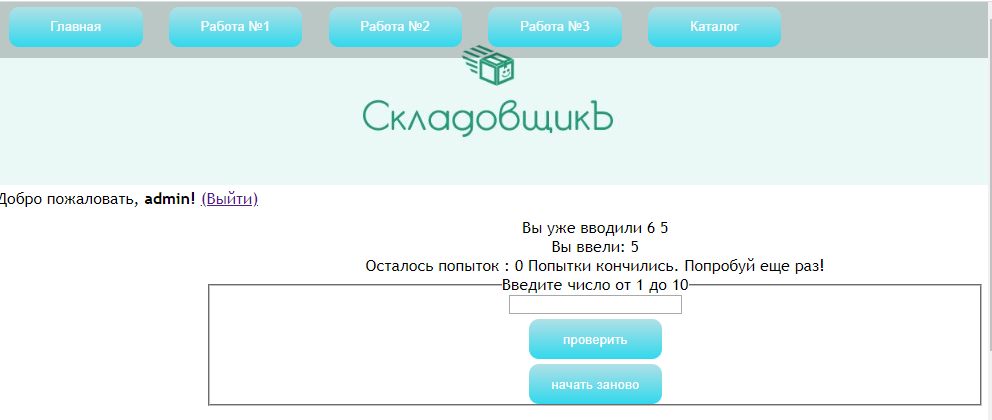 Главная Работа №1 Работа №2 Работа №3 Каталог
СкладовщикЪ
Добро пожаловать, admin! (Выйти)
Вы уже вводили 6 5
Вы ввели: 5
Осталось попыток : 0 Попытки кончились. Попробуй еще раз!
Введите число от 1 до 10
проверить
начать заново